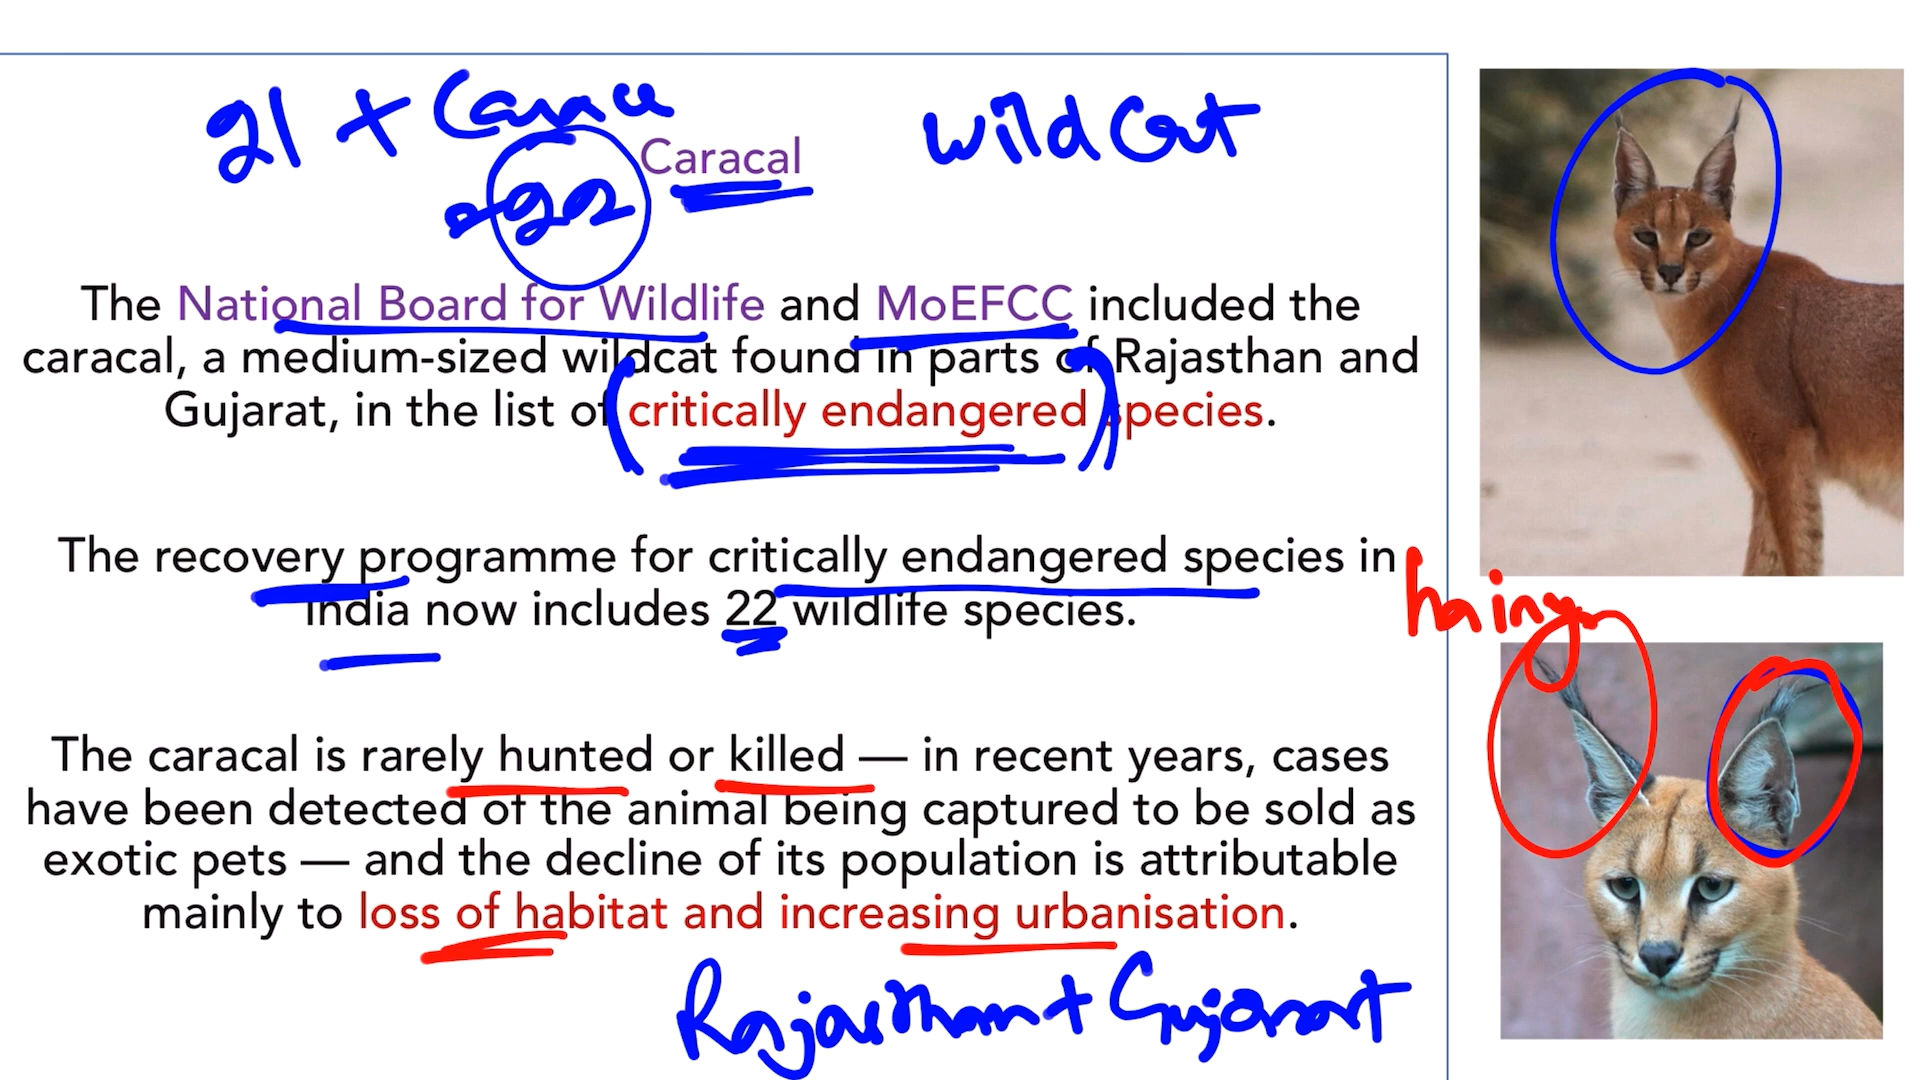 21 + Caracal
Caracal
wild Cat
=22
The National Board for Wildlife and MoEFCC included the
caracal, a medium-sized wildcat found in parts of Rajasthan and
Gujarat, in the list of critically endangered species.
The recovery programme for critically endangered species in
India now includes 22 wildlife species.
The caracal is rarely hunted or killed — in recent years, cases
have been detected of the animal being captured to be sold as
exotic pets — and the decline of its population is attributable
mainly to loss of habitat and increasing urbanisation.
Rajasthan + Gujarat